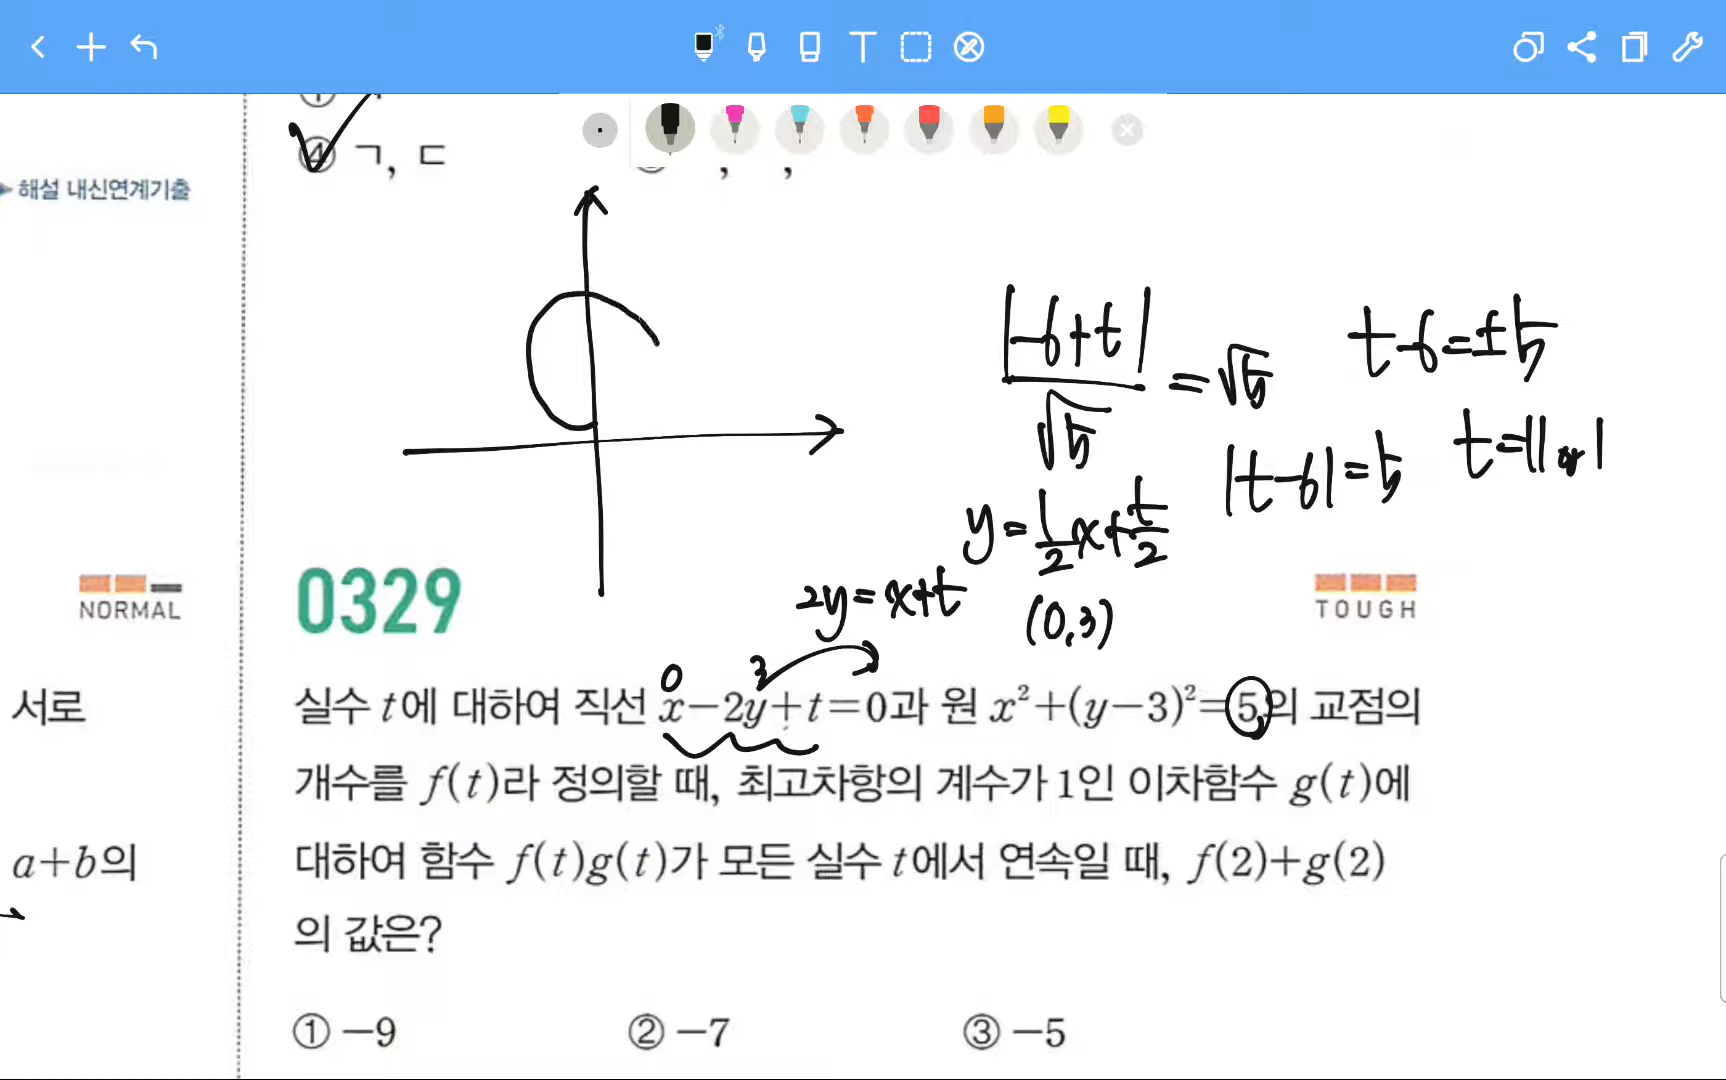 ④ ㄱ, ㄷ
▶ 해설 내신연계기출
|-6+t| / √5 = √5
t-6=±5
|t-6|=5
t=11 or 1
y=1/2x+t/2
2y=x+t
(0,3)
NORMAL
0329
TOUGH
0 3
서로
실수 t에 대하여 직선 x-2y+t=0과 원 x²+(y-3)²=5의 교점의
개수를 f(t)라 정의할 때, 최고차항의 계수가 1인 이차함수 g(t)에
a+b의
대하여 함수 f(t)g(t)가 모든 실수 t에서 연속일 때, f(2)+g(2)
의 값은?
① -9 ② -7 ③ -5